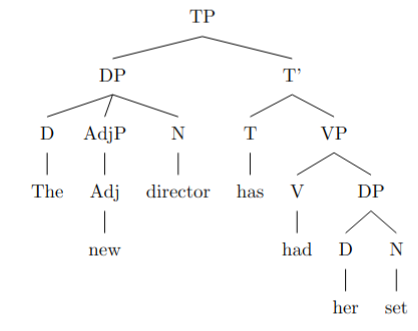 TP
DP T’
D AdjP N T VP
The Adj director has V DP
new had D N
her set